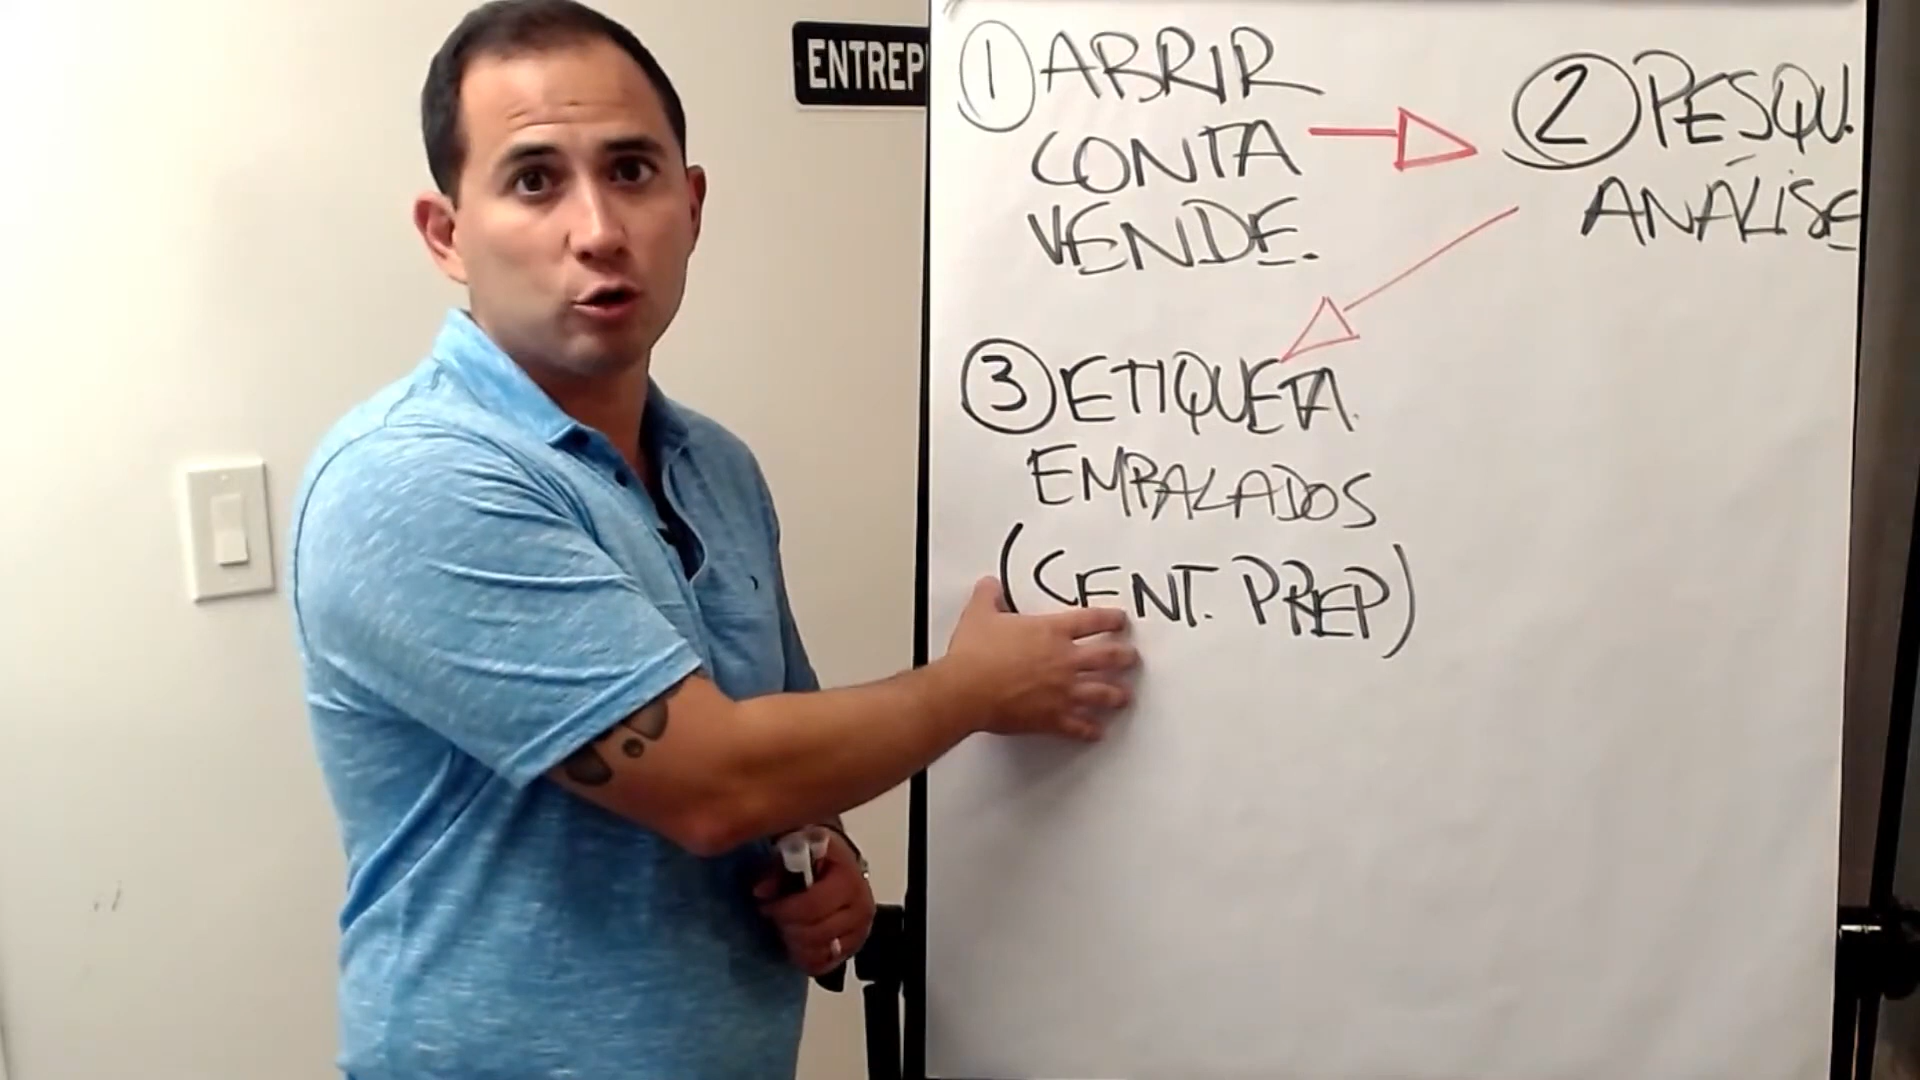 ENTREP
① ABRIR
CONTA
VENDE.
② PESQU.
ANÁLISE
③ ETIQUETA.
EMBALADOS
(CENT. PREP)